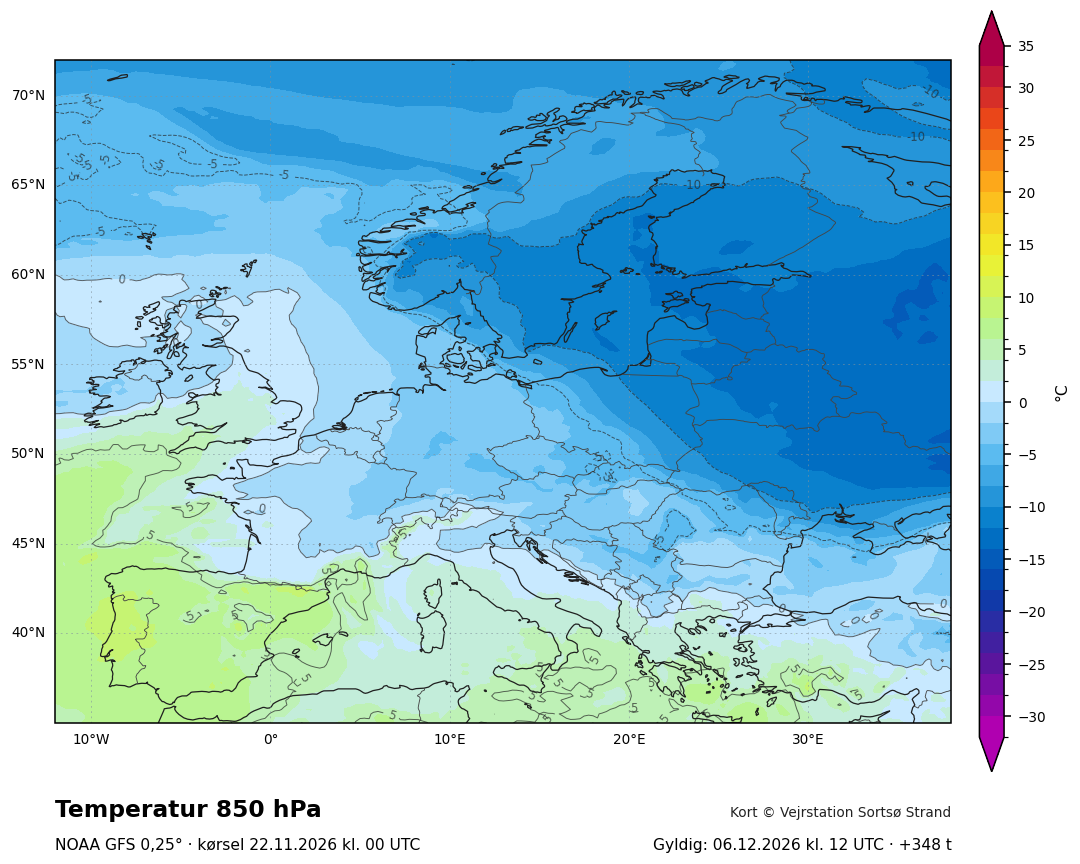 70°N
65°N
60°N
55°N
50°N
45°N
40°N
10°W
0°
10°E
20°E
30°E
35
30
25
20
15
10
5
0
−5
−10
−15
−20
−25
−30
°C
Temperatur 850 hPa
Kort © Vejrstation Sortsø Strand
NOAA GFS 0,25° · kørsel 22.11.2026 kl. 00 UTC
Gyldig: 06.12.2026 kl. 12 UTC · +348 t